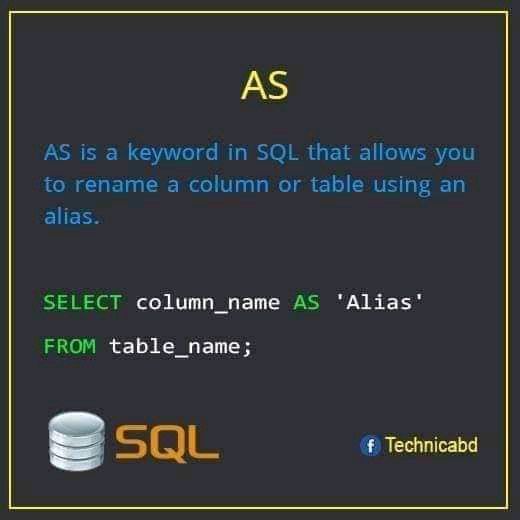 AS
AS is a keyword in SQL that allows you
to rename a column or table using an
alias.
SELECT column_name AS 'Alias'
FROM table_name;
SQL
f Technicabd